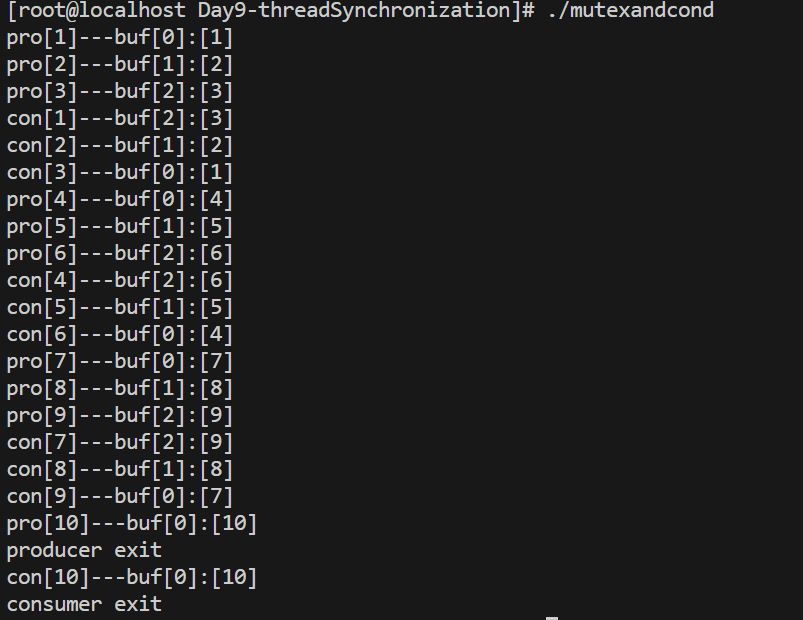 [root@localhost Day9-threadSynchronization]# ./mutexandcond
pro[1]---buf[0]:[1]
pro[2]---buf[1]:[2]
pro[3]---buf[2]:[3]
con[1]---buf[2]:[3]
con[2]---buf[1]:[2]
con[3]---buf[0]:[1]
pro[4]---buf[0]:[4]
pro[5]---buf[1]:[5]
pro[6]---buf[2]:[6]
con[4]---buf[2]:[6]
con[5]---buf[1]:[5]
con[6]---buf[0]:[4]
pro[7]---buf[0]:[7]
pro[8]---buf[1]:[8]
pro[9]---buf[2]:[9]
con[7]---buf[2]:[9]
con[8]---buf[1]:[8]
con[9]---buf[0]:[7]
pro[10]---buf[0]:[10]
producer exit
con[10]---buf[0]:[10]
consumer exit